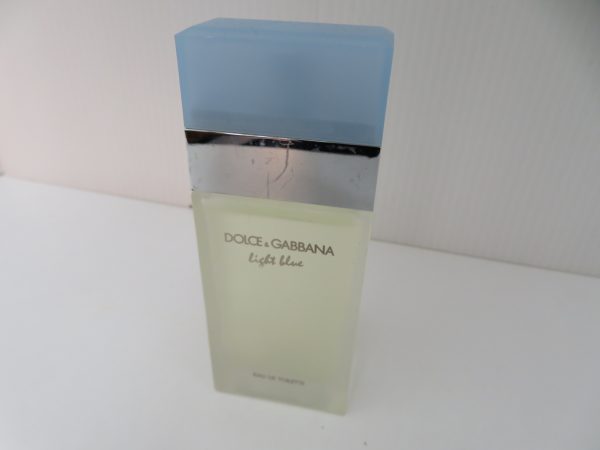 DOLCE & GABBANA
light blue
EAU DE TOILETTE